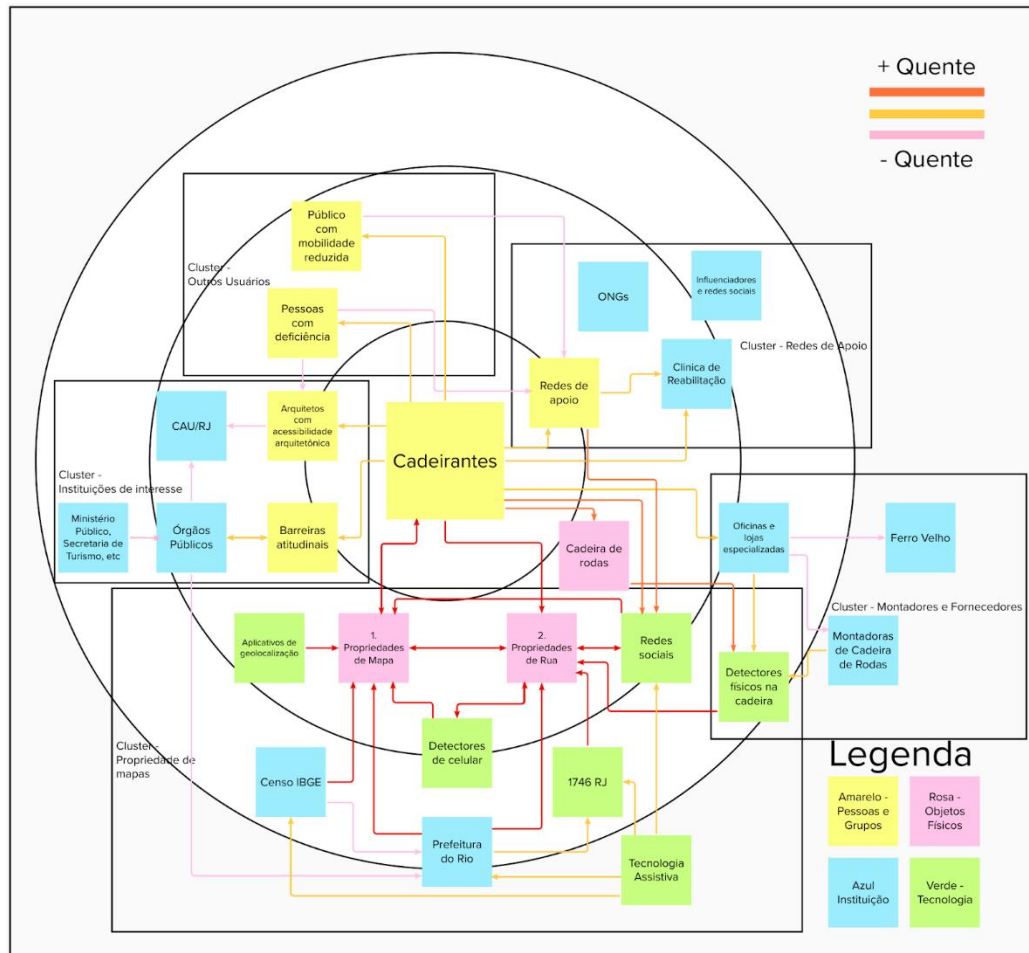 + Quente
- Quente
Público
com
mobilidade
reduzida
Cluster -
Outros Usuários
Pessoas
com
deficiência
ONGs
Influenciadores
e redes sociais
Cluster - Redes de Apoio
Clínica de
Reabilitação
Redes de
apoio
CAU/RJ
Arquitetos
com
acessibilidade
arquitetônica
Cadeirantes
Cluster -
Instituições de interesse
Ministério
Público,
Secretaria de
Turismo, etc
Órgãos
Públicos
Barreiras
atitudinais
Cadeira de
rodas
Oficinas e
lojas
especializadas
Ferro Velho
Cluster - Montadores e Fornecedores
Montadoras
de Cadeira
de Rodas
Aplicativos de
geolocalização
1.
Propriedades
de Mapa
2.
Propriedades
de Rua
Redes
sociais
Detectores
físicos na
cadeira
Cluster -
Propriedade de
mapas
Detectores
de celular
Censo IBGE
1746 RJ
Prefeitura
do Rio
Tecnologia
Assistiva
Legenda
Amarelo -
Pessoas e
Grupos
Rosa -
Objetos
Físicos
Azul
Instituição
Verde -
Tecnologia